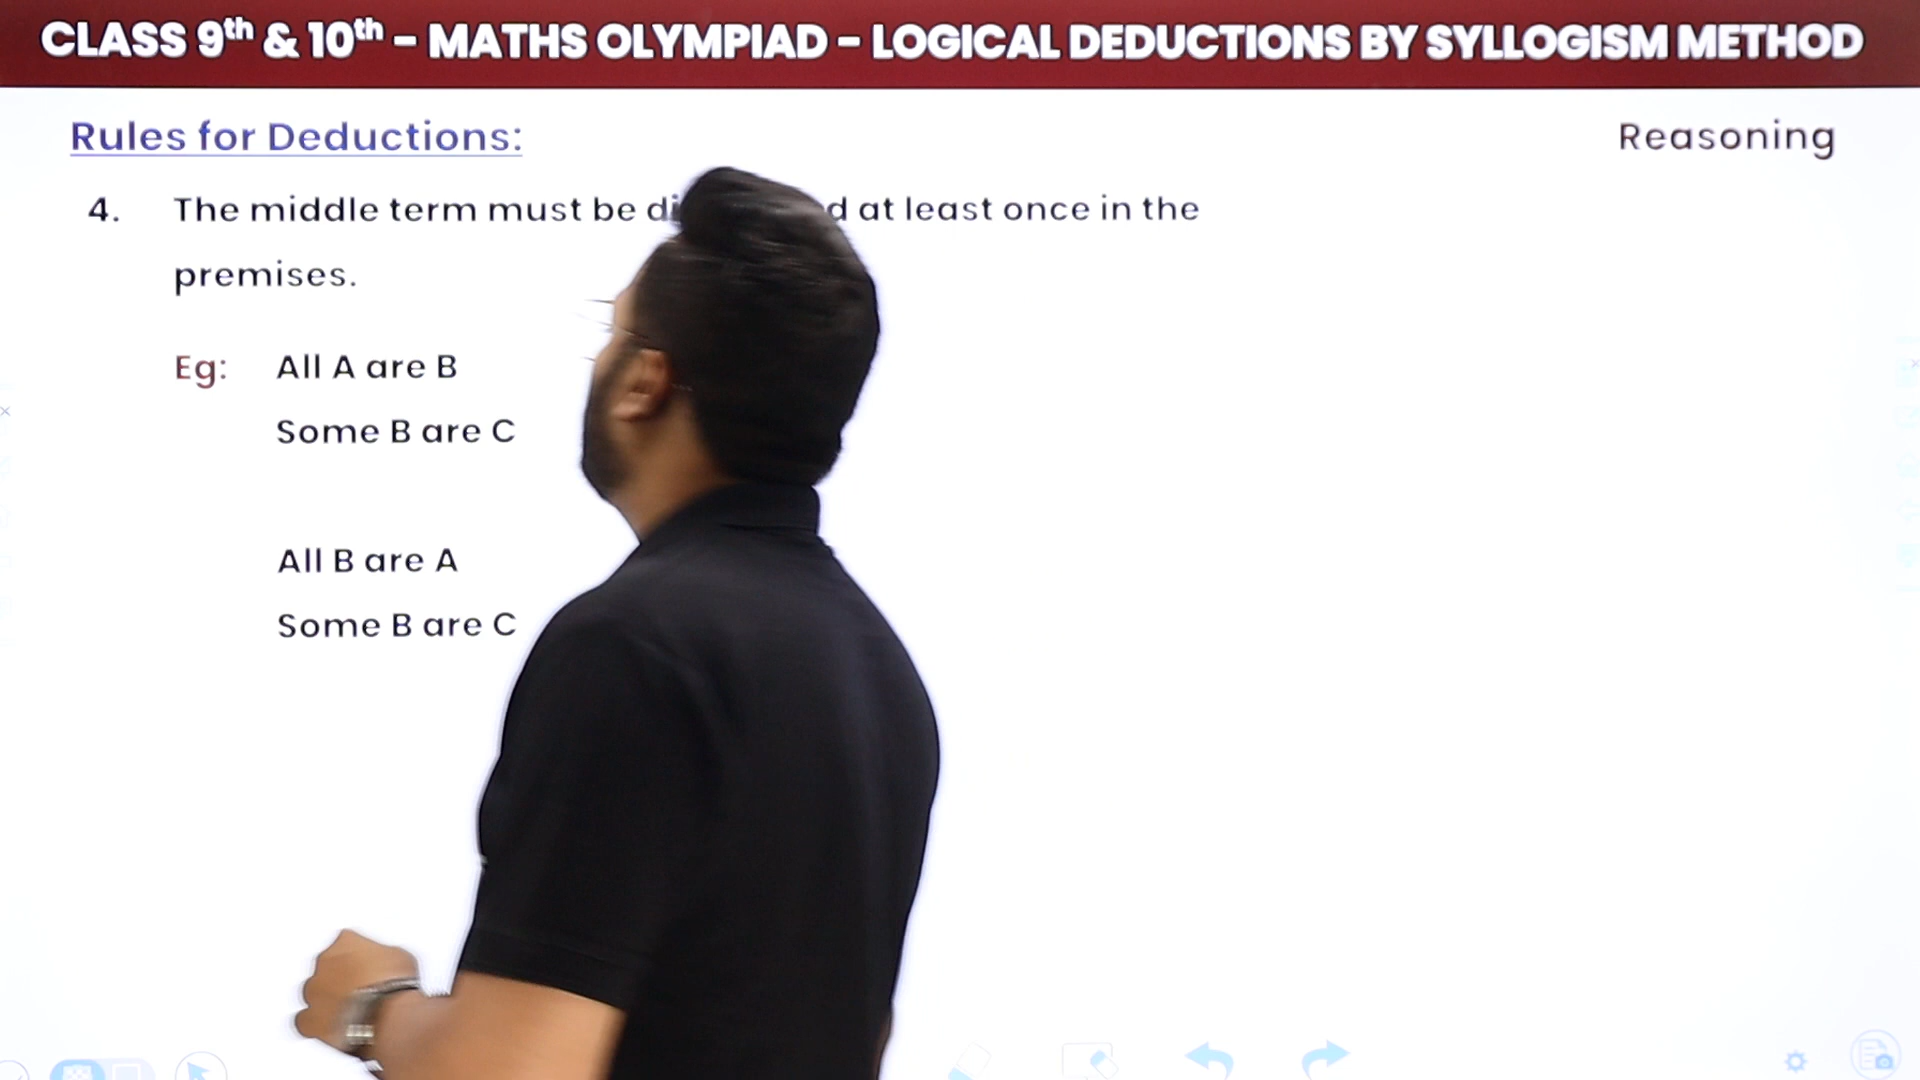 CLASS 9th & 10th – MATHS OLYMPIAD – LOGICAL DEDUCTIONS BY SYLLOGISM METHOD
Rules for Deductions:
Reasoning
4. The middle term must be at least once in the
premises.
Eg: All A are B
Some B are C
All B are A
Some B are C